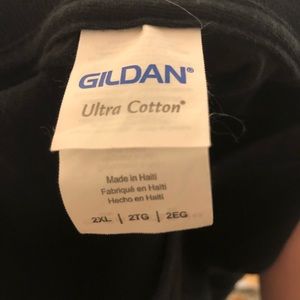 GILDAN®
Ultra Cotton®
Made in Haiti
Fabriqué en Haïti
Hecho en Haití
2XL | 2TG | 2EG